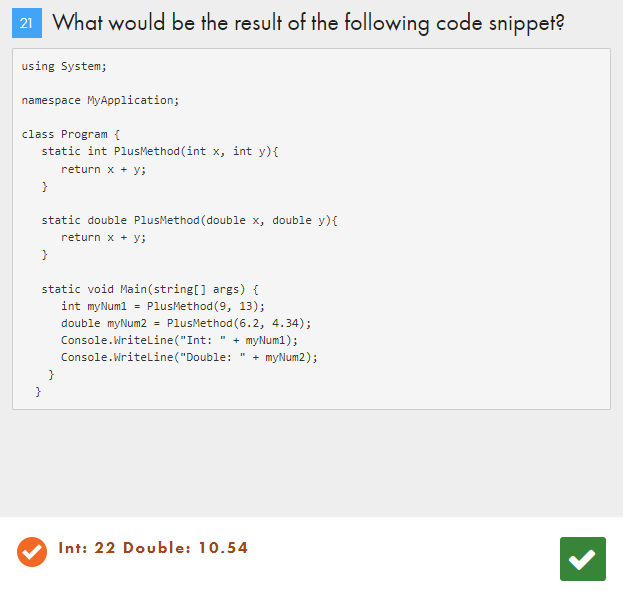 21 What would be the result of the following code snippet?
using System;
namespace MyApplication;
class Program {
static int PlusMethod(int x, int y){
return x + y;
}
static double PlusMethod(double x, double y){
return x + y;
}
static void Main(string[] args) {
int myNum1 = PlusMethod(9, 13);
double myNum2 = PlusMethod(6.2, 4.34);
Console.WriteLine("Int: " + myNum1);
Console.WriteLine("Double: " + myNum2);
}
}
Int: 22 Double: 10.54